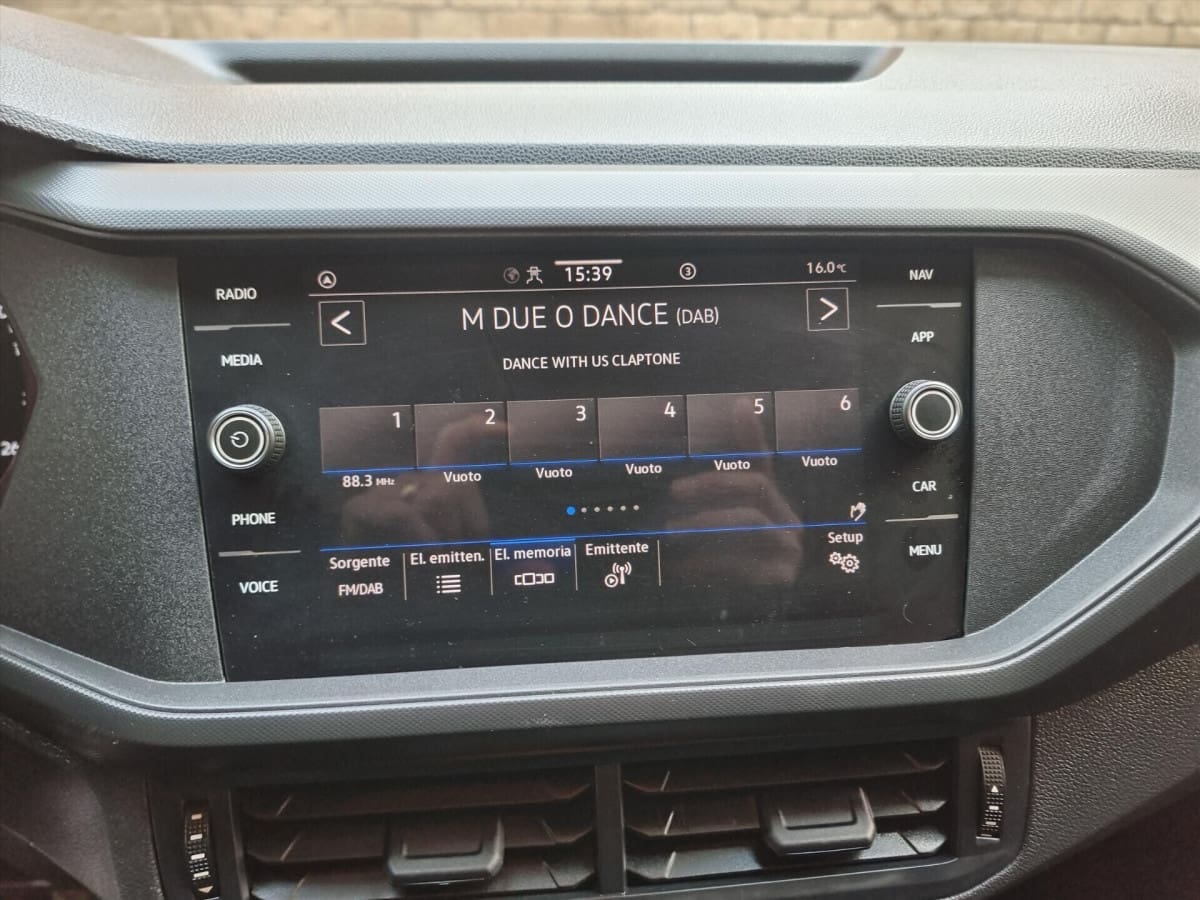 RADIO
MEDIA
PHONE
VOICE
15:39
3
16.0°C
M DUE O DANCE (DAB)
DANCE WITH US CLAPTONE
1 2 3 4 5 6
88.3 MHz Vuoto Vuoto Vuoto Vuoto Vuoto
Sorgente El. emitten. El. memoria Emittente Setup
FM/DAB
NAV
APP
CAR
MENU